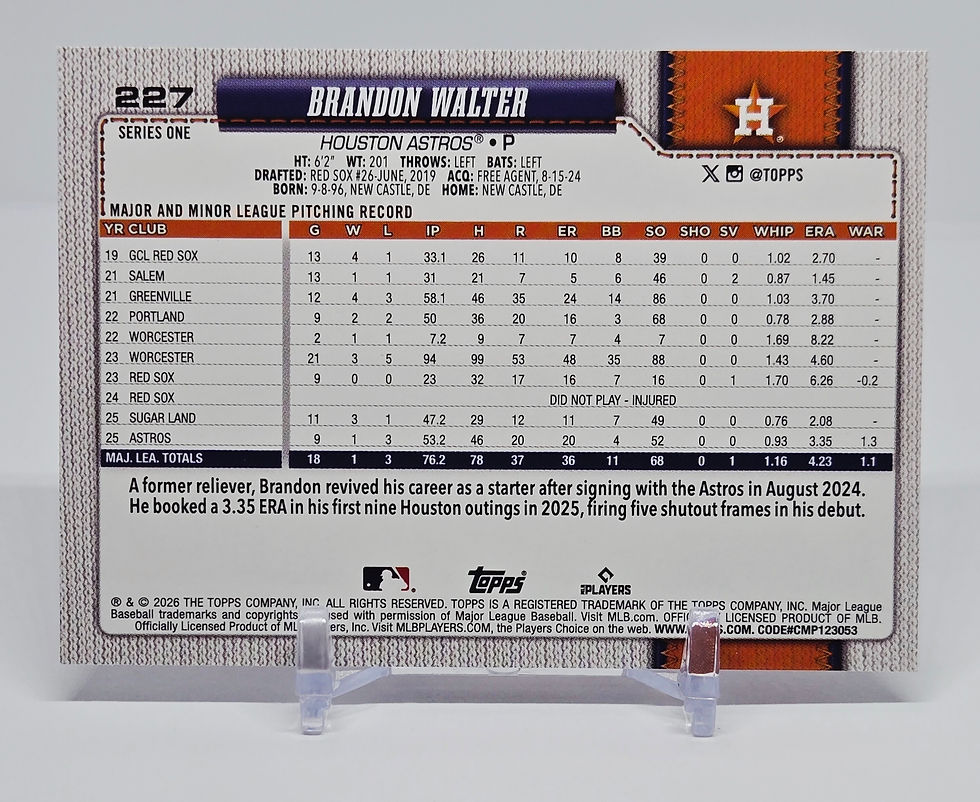 227
BRANDON WALTER
H
SERIES ONE
HOUSTON ASTROS® • P
HT: 6'2" WT: 201 THROWS: LEFT BATS: LEFT
DRAFTED: RED SOX #26-JUNE, 2019 ACQ: FREE AGENT, 8-15-24
BORN: 9-8-96, NEW CASTLE, DE HOME: NEW CASTLE, DE
@TOPPS
MAJOR AND MINOR LEAGUE PITCHING RECORD
YR CLUB G W L IP H R ER BB SO SHO SV WHIP ERA WAR
19 GCL RED SOX 13 4 1 33.1 26 11 10 8 39 0 0 1.02 2.70 -
21 SALEM 13 1 1 31 21 7 5 6 46 0 2 0.87 1.45 -
21 GREENVILLE 12 4 3 58.1 46 35 24 14 86 0 0 1.03 3.70 -
22 PORTLAND 9 2 2 50 36 20 16 3 68 0 0 0.78 2.88 -
22 WORCESTER 2 1 1 7.2 9 7 7 4 7 0 0 1.69 8.22 -
23 WORCESTER 21 3 5 94 99 53 48 35 88 0 0 1.43 4.60 -
23 RED SOX 9 0 0 23 32 17 16 7 16 0 1 1.70 6.26 -0.2
24 RED SOX DID NOT PLAY - INJURED
25 SUGAR LAND 11 3 1 47.2 29 12 11 7 49 0 0 0.76 2.08 -
25 ASTROS 9 1 3 53.2 46 20 20 4 52 0 0 0.93 3.35 1.3
MAJ. LEA. TOTALS 18 1 3 76.2 78 37 36 11 68 0 1 1.16 4.23 1.1
A former reliever, Brandon revived his career as a starter after signing with the Astros in August 2024.
He booked a 3.35 ERA in his first nine Houston outings in 2025, firing five shutout frames in his debut.
Topps® PLAYERS
® & © 2026 THE TOPPS COMPANY, INC. ALL RIGHTS RESERVED. TOPPS IS A REGISTERED TRADEMARK OF THE TOPPS COMPANY, INC. Major League
Baseball trademarks and copyrights used with permission of Major League Baseball. Visit MLB.com. OFFIC LICENSED PRODUCT OF MLB.
Officially Licensed Product of ML ers, Inc. Visit MLBPLAYERS.COM, the Players Choice on the web. WWW. .COM. CODE#CMP123053